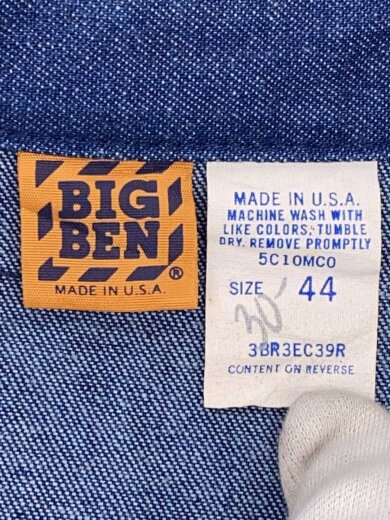 BIG
BEN
®
MADE IN U.S.A.
MADE IN U.S.A.
MACHINE WASH WITH
LIKE COLORS, TUMBLE
DRY. REMOVE PROMPTLY
5C10MC0
SIZE 44
30'
3BR3EC39R
CONTENT ON REVERSE